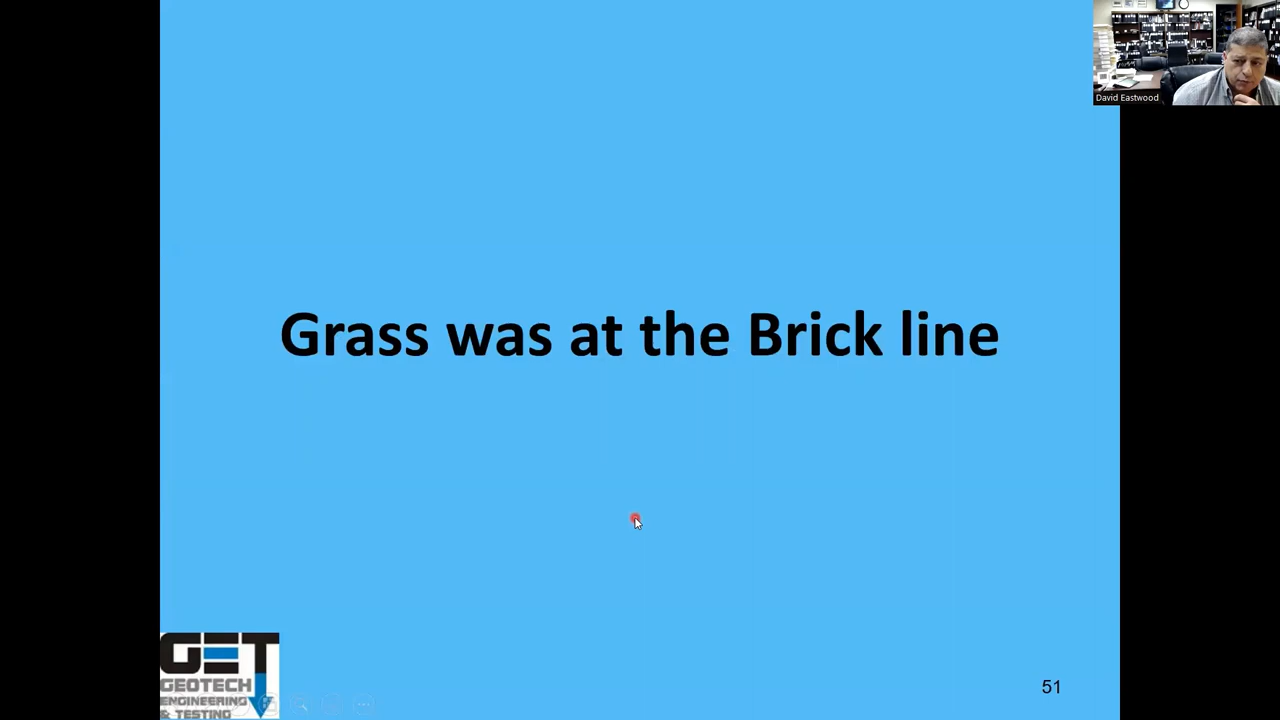 David Eastwood
Grass was at the Brick line
GET
GEOTECH
ENGINEERING
& TESTING
51